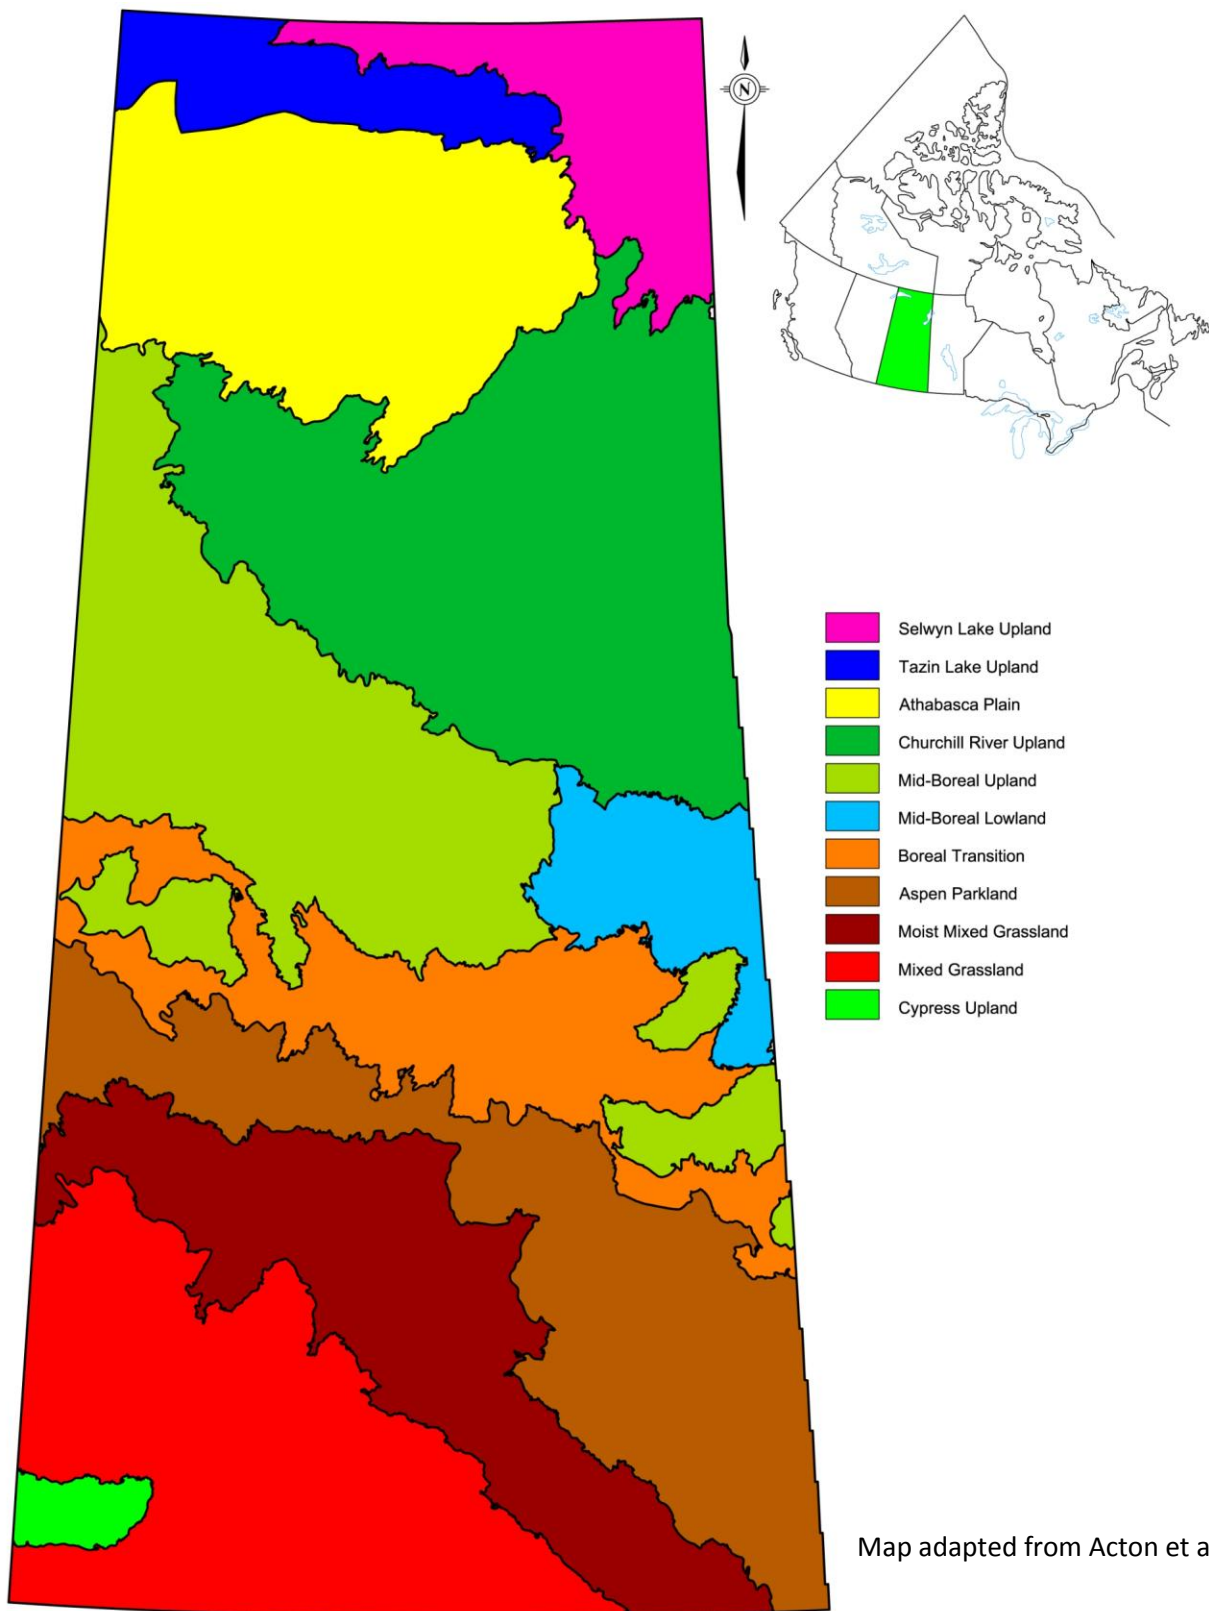 N
Selwyn Lake Upland
Tazin Lake Upland
Athabasca Plain
Churchill River Upland
Mid-Boreal Upland
Mid-Boreal Lowland
Boreal Transition
Aspen Parkland
Moist Mixed Grassland
Mixed Grassland
Cypress Upland
Map adapted from Acton et a